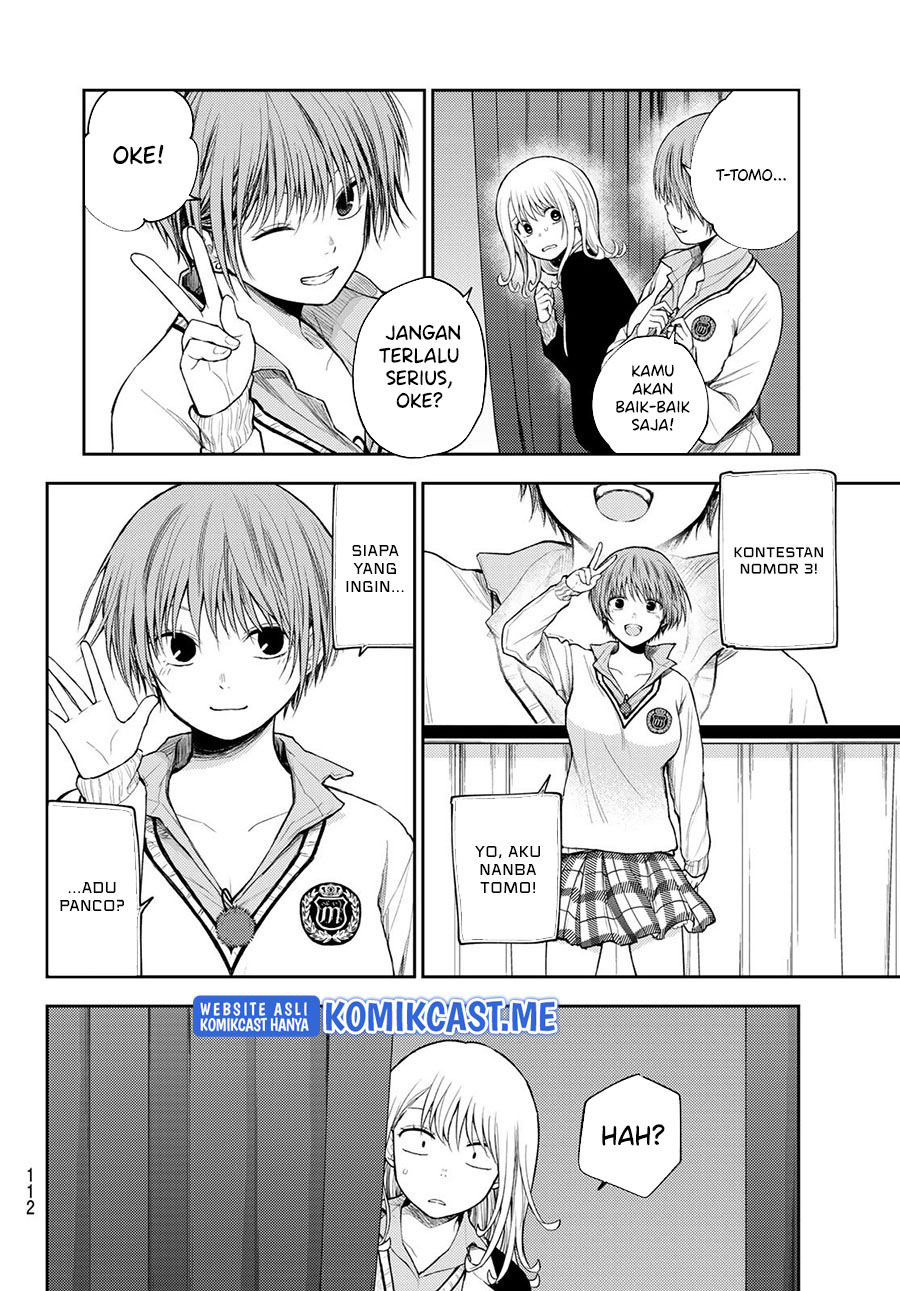 T-TOMO...
KAMU
AKAN
BAIK-BAIK
SAJA!
OKE!
JANGAN
TERLALU
SERIUS,
OKE?
KONTESTAN
NOMOR 3!
YO, AKU
NANBA
TOMO!
SIAPA
YANG
INGIN...
...ADU
PANCO?
WEBSITE ASLI
KOMIKCAST HANYA
KOMIKCAST.ME
HAH?
112
m